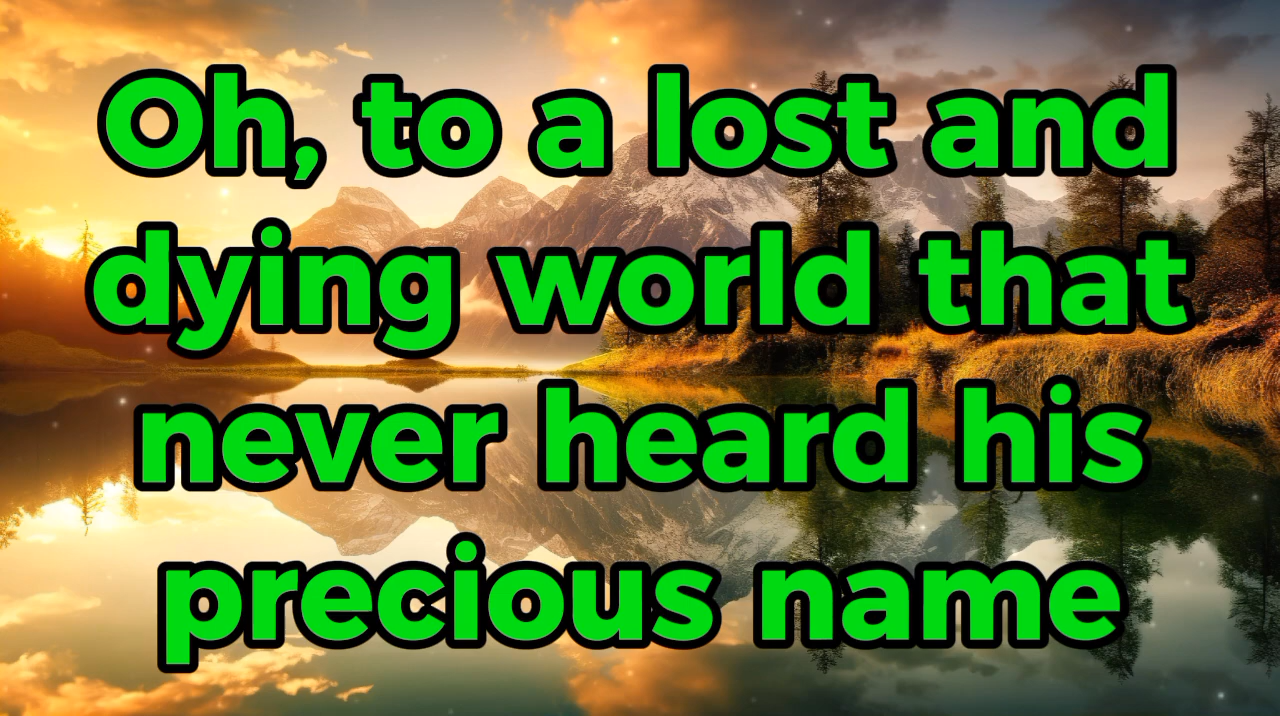 Oh, to a lost and
dying world that
never heard his
precious name